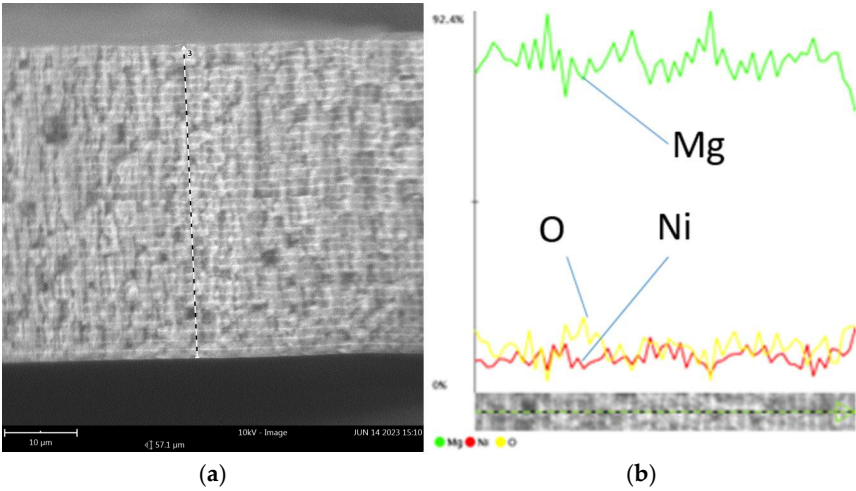 3
10 µm
57.1 µm
10kV - Image
JUN 14 2023 15:10
(a)
92.4%
Mg
O
Ni
0%
Mg Ni O
(b)